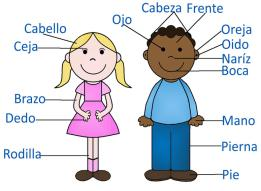 Cabeza Frente
Ojo
Cabello
Ceja
Oreja
Oido
Naríz
Boca
Brazo
Dedo
Mano
Pierna
Rodilla
Pie